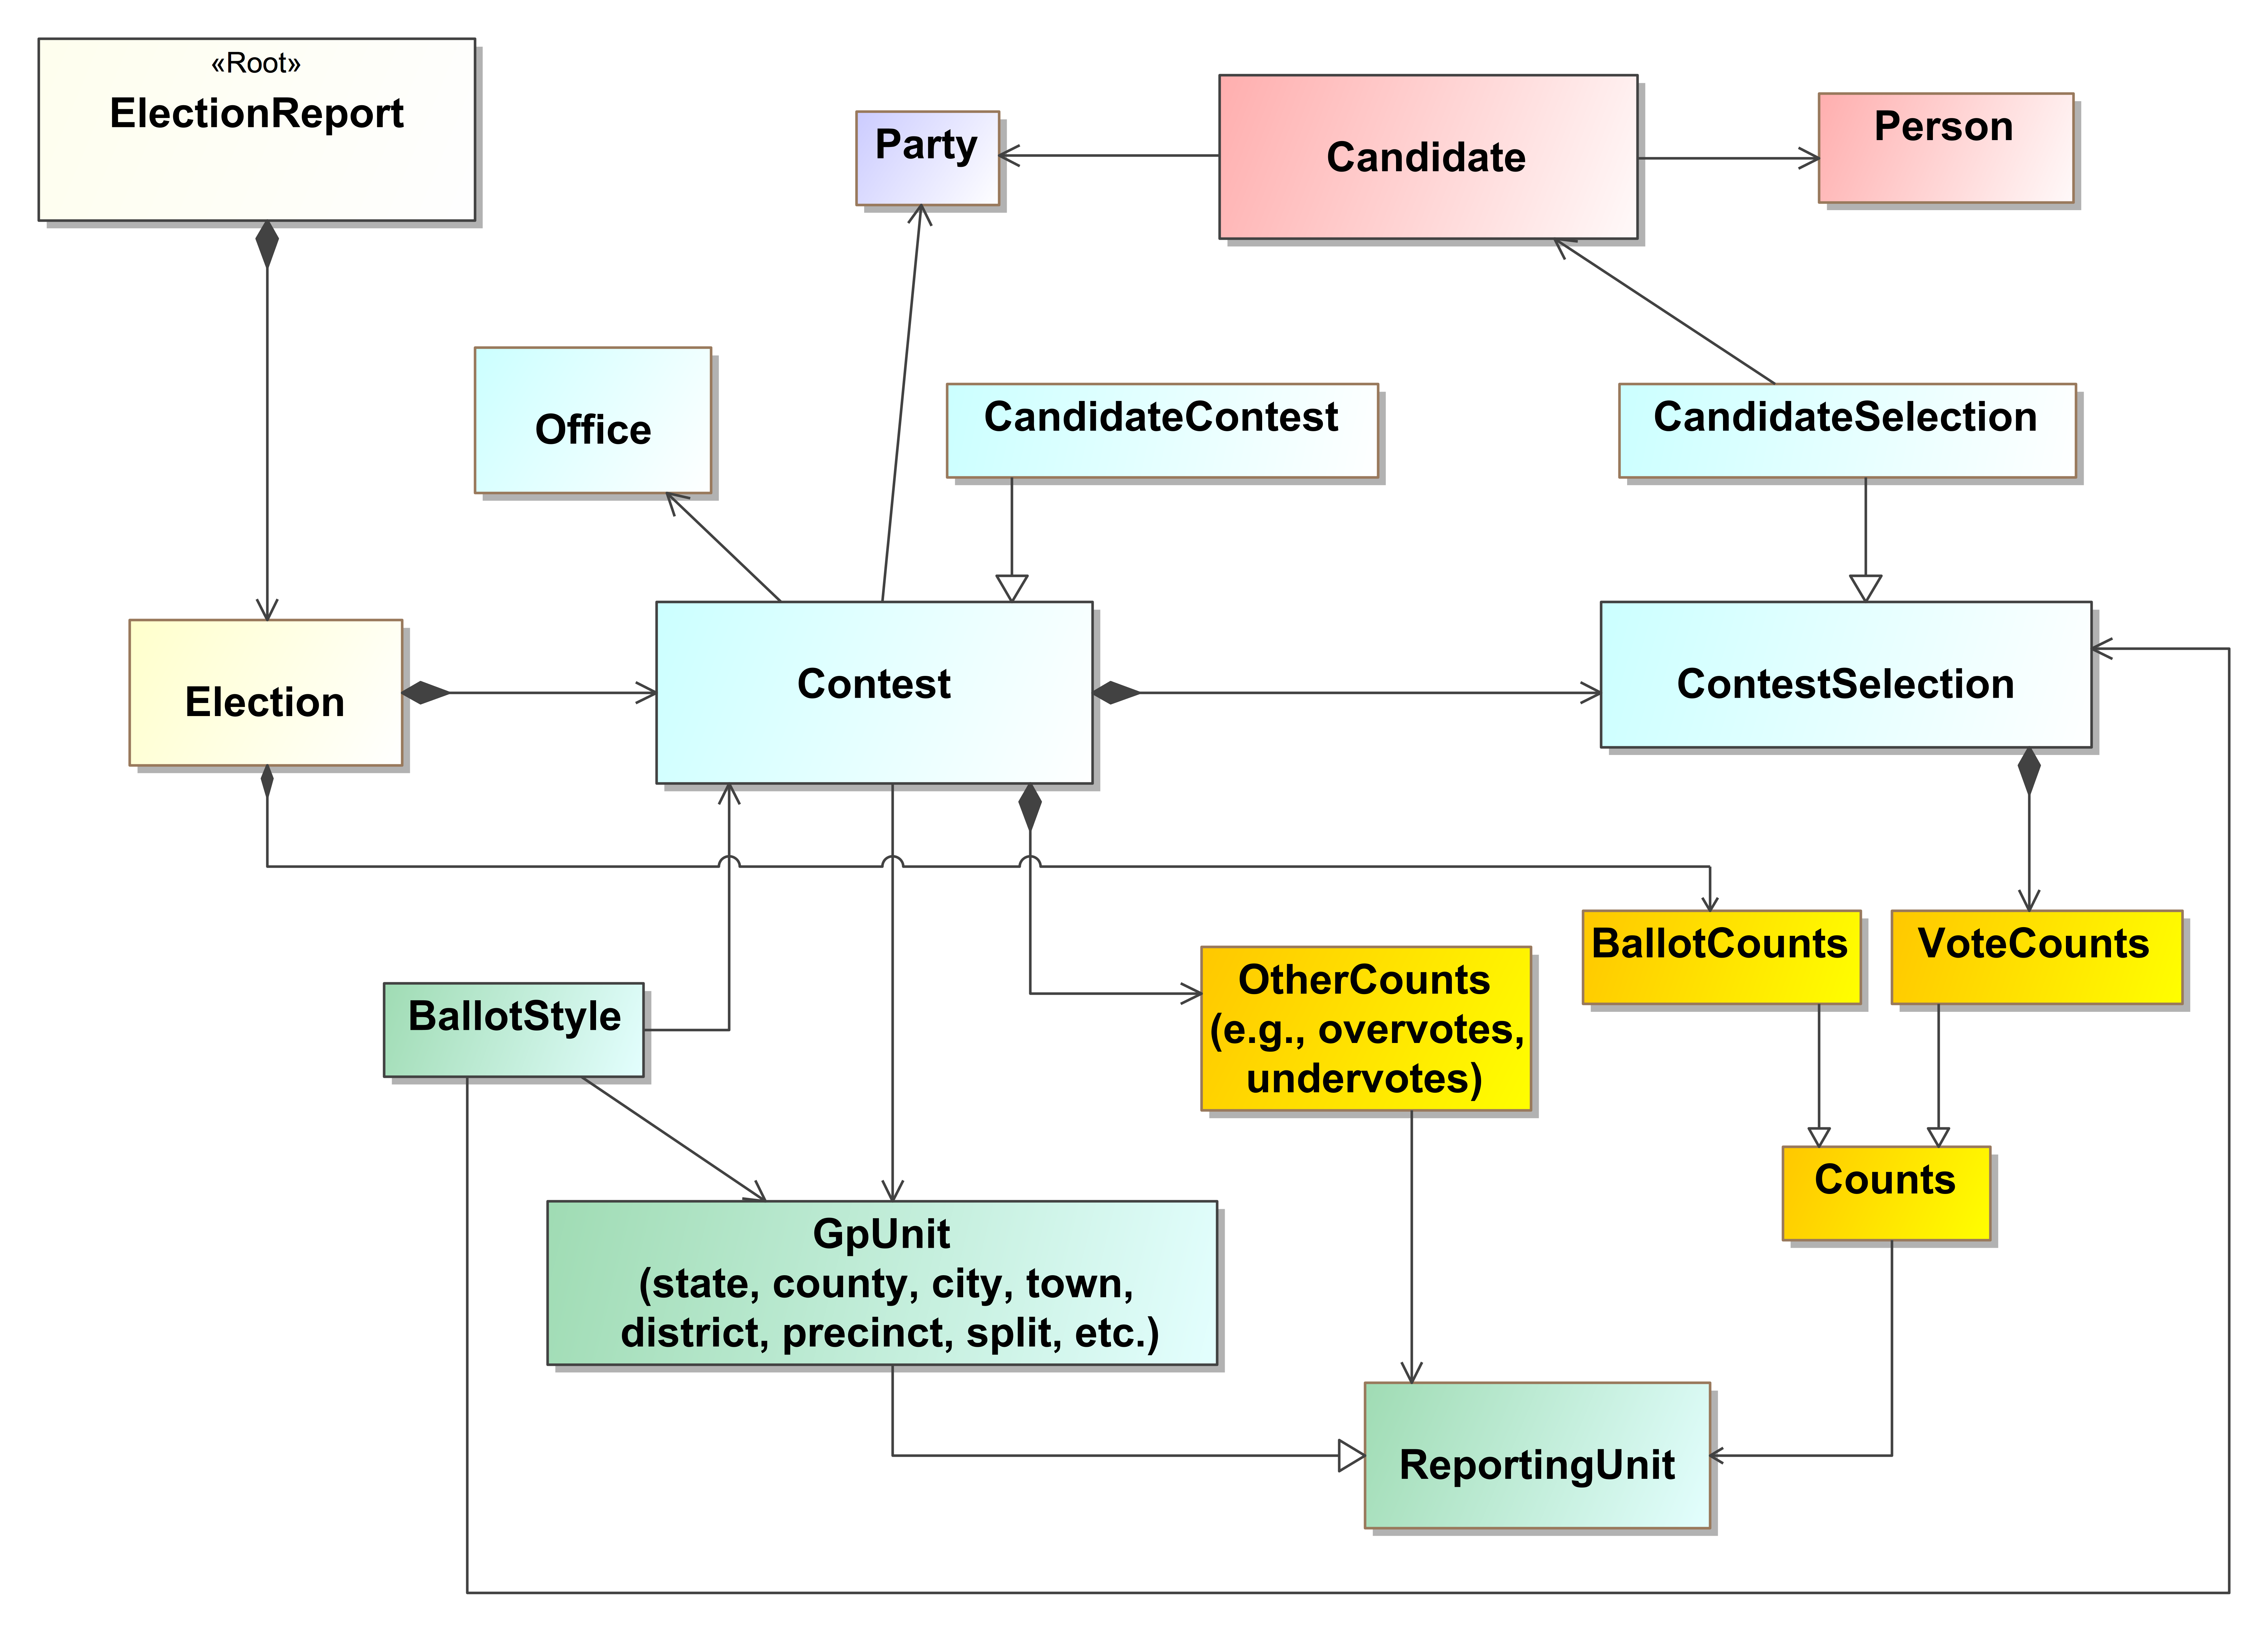 «Root»
ElectionReport
Party
Candidate
Person
Office
CandidateContest
CandidateSelection
Election
Contest
ContestSelection
BallotStyle
OtherCounts
(e.g., overvotes,
undervotes)
BallotCounts
VoteCounts
Counts
GpUnit
(state, county, city, town,
district, precinct, split, etc.)
ReportingUnit